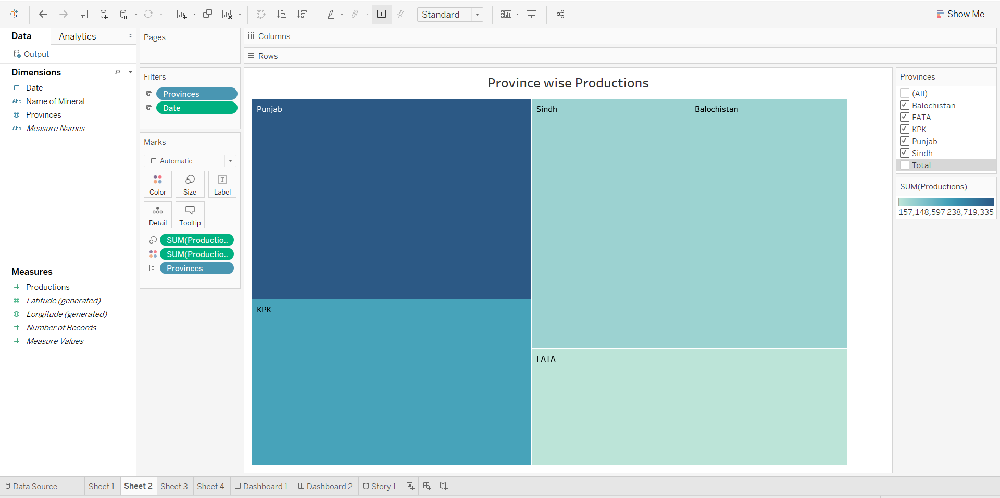 Standard
Show Me
Data
Analytics
Output
Dimensions
Date
Abc Name of Mineral
Provinces
Abc Measure Names
Measures
Productions
Latitude (generated)
Longitude (generated)
Number of Records
Measure Values
Pages
Filters
Provinces
Date
Marks
Automatic
Color
Size
T
Label
Detail
Tooltip
SUM(Productio..
SUM(Productio..
T Provinces
Columns
Rows
Province wise Productions
Punjab
Sindh
Balochistan
KPK
FATA
Provinces
(All)
Balochistan
FATA
KPK
Punjab
Sindh
Total
SUM(Productions)
157,148,597 238,719,335
Data Source
Sheet 1
Sheet 2
Sheet 3
Sheet 4
Dashboard 1
Dashboard 2
Story 1